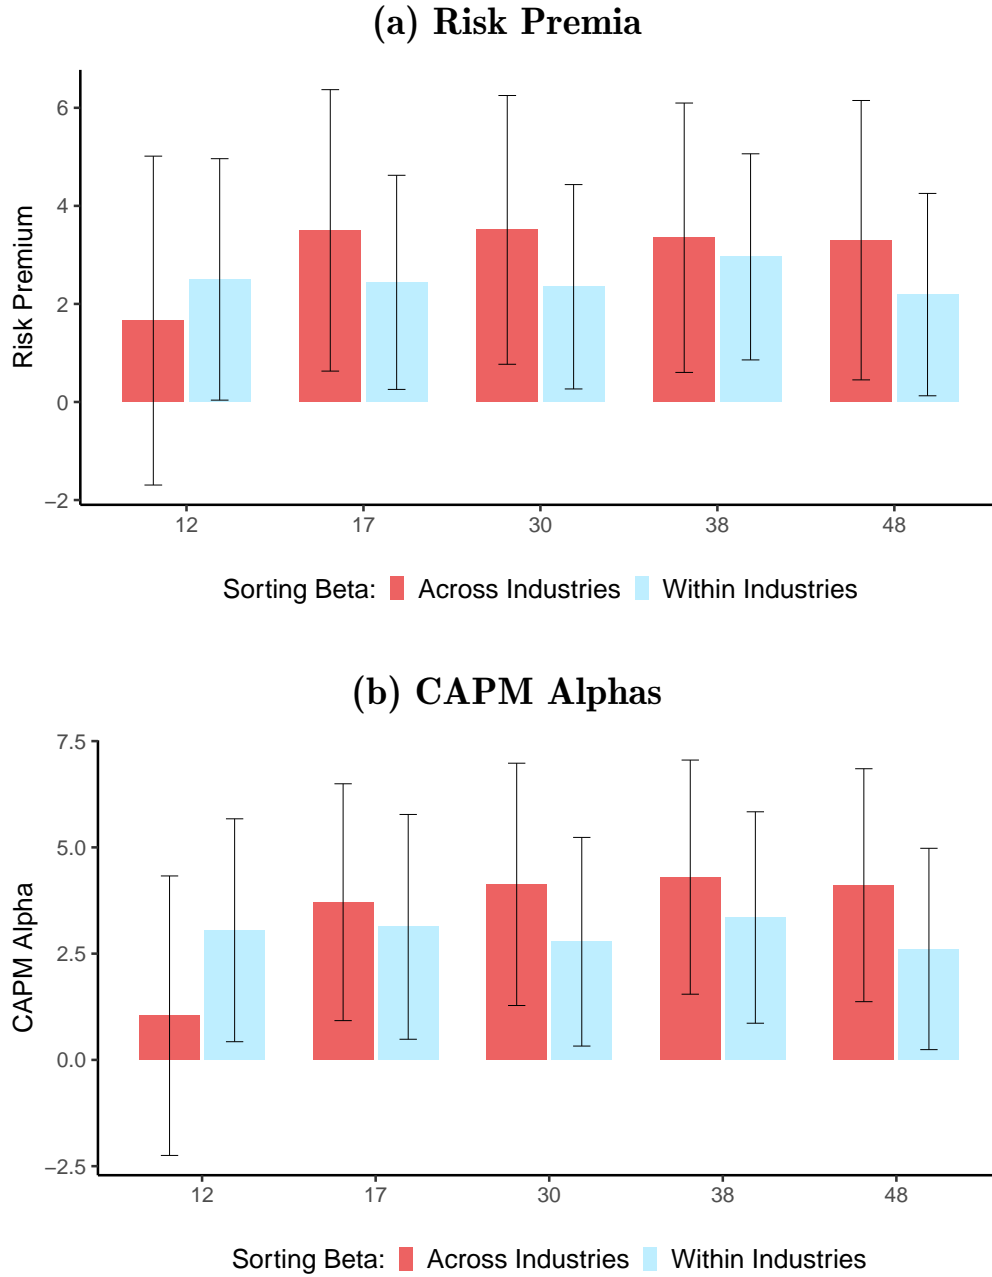 (a) Risk Premia
6
4
2
0
−2
Risk Premium
12 17 30 38 48
Sorting Beta: Across Industries Within Industries
(b) CAPM Alphas
7.5
5.0
2.5
0.0
−2.5
CAPM Alpha
12 17 30 38 48
Sorting Beta: Across Industries Within Industries